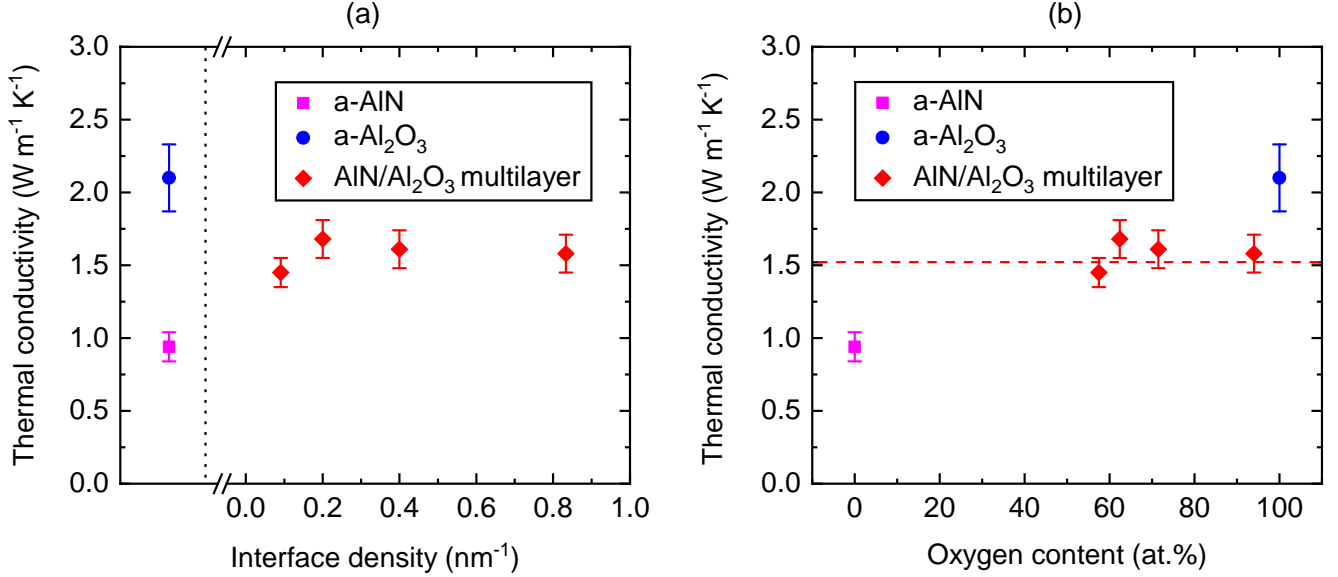 (a)
Thermal conductivity (W m⁻¹ K⁻¹)
3.0
2.5
2.0
1.5
1.0
0.5
0.0
a-AlN
a-Al₂O₃
AlN/Al₂O₃ multilayer
0.0 0.2 0.4 0.6 0.8 1.0
Interface density (nm⁻¹)
(b)
Thermal conductivity (W m⁻¹ K⁻¹)
3.0
2.5
2.0
1.5
1.0
0.5
0.0
a-AlN
a-Al₂O₃
AlN/Al₂O₃ multilayer
0 20 40 60 80 100
Oxygen content (at.%)